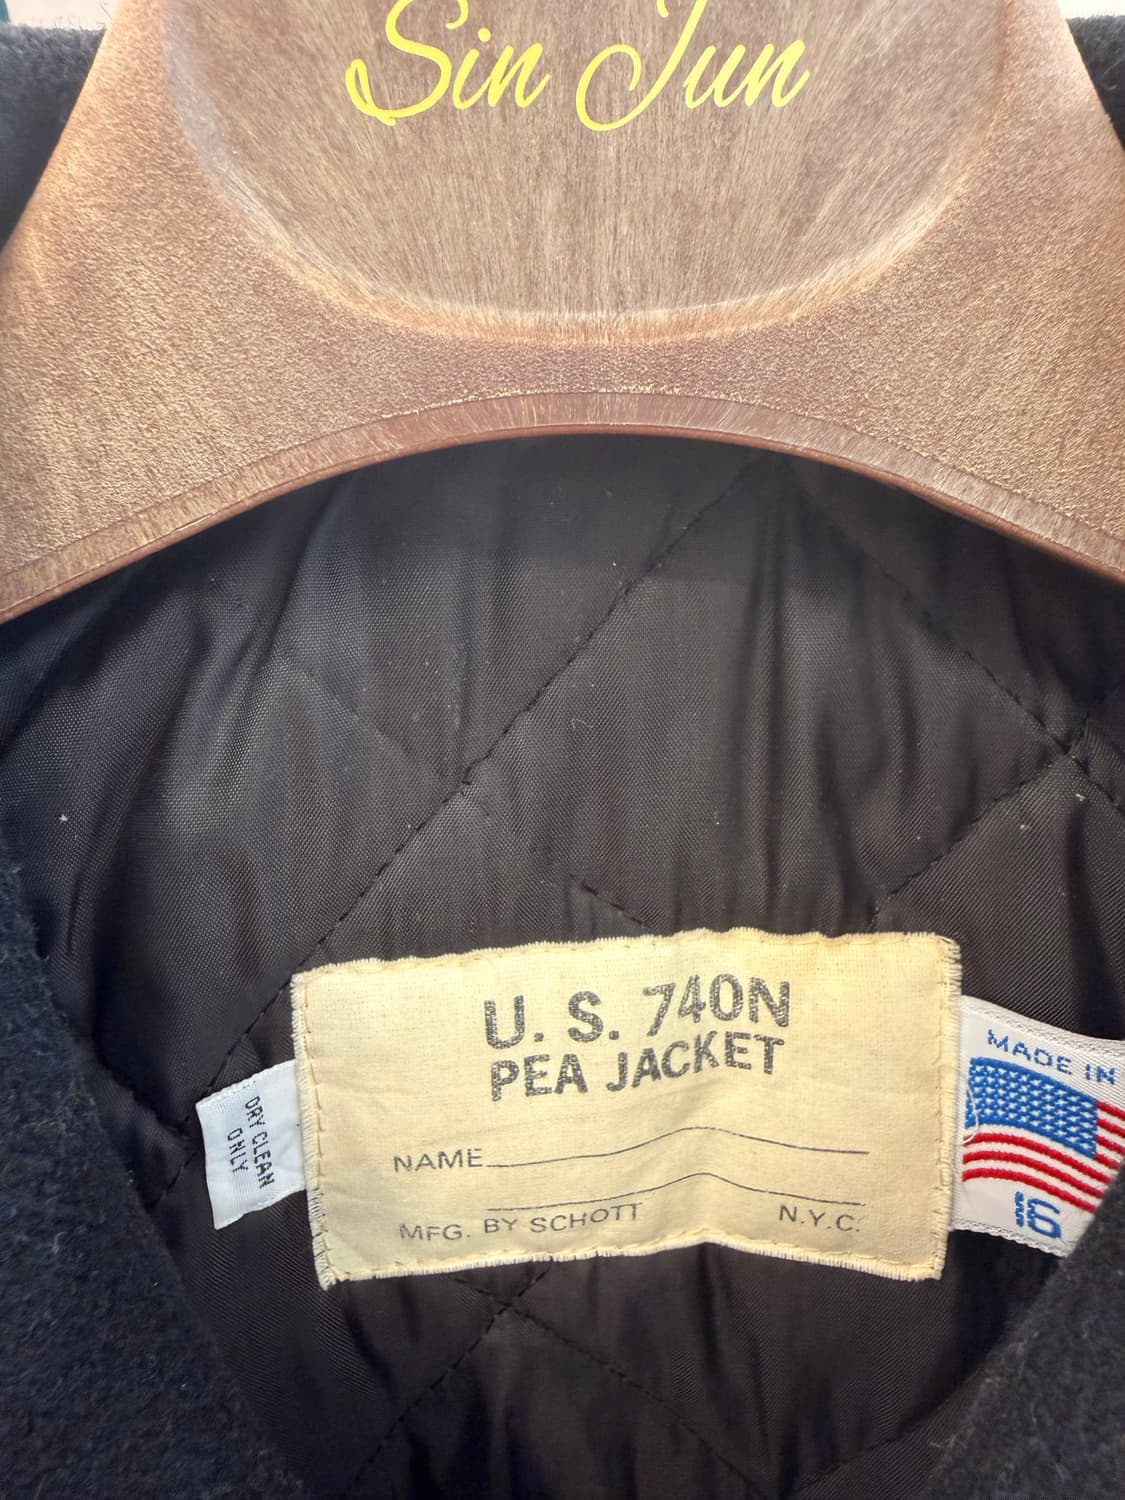 Sin Jun
U. S. 740N
PEA JACKET
NAME
MFG. BY SCHOTT N.Y.C.
DRY CLEAN
ONLY
MADE IN
16